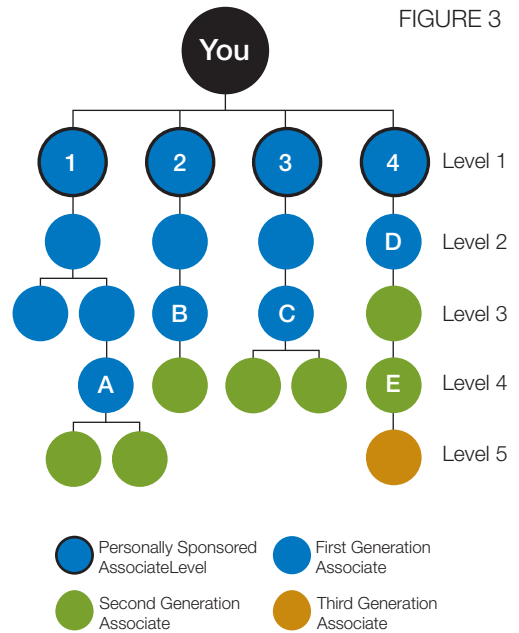 FIGURE 3
You
1 2 3 4 Level 1
D Level 2
B C Level 3
A E Level 4
Level 5
Personally Sponsored
AssociateLevel
First Generation
Associate
Second Generation
Associate
Third Generation
Associate